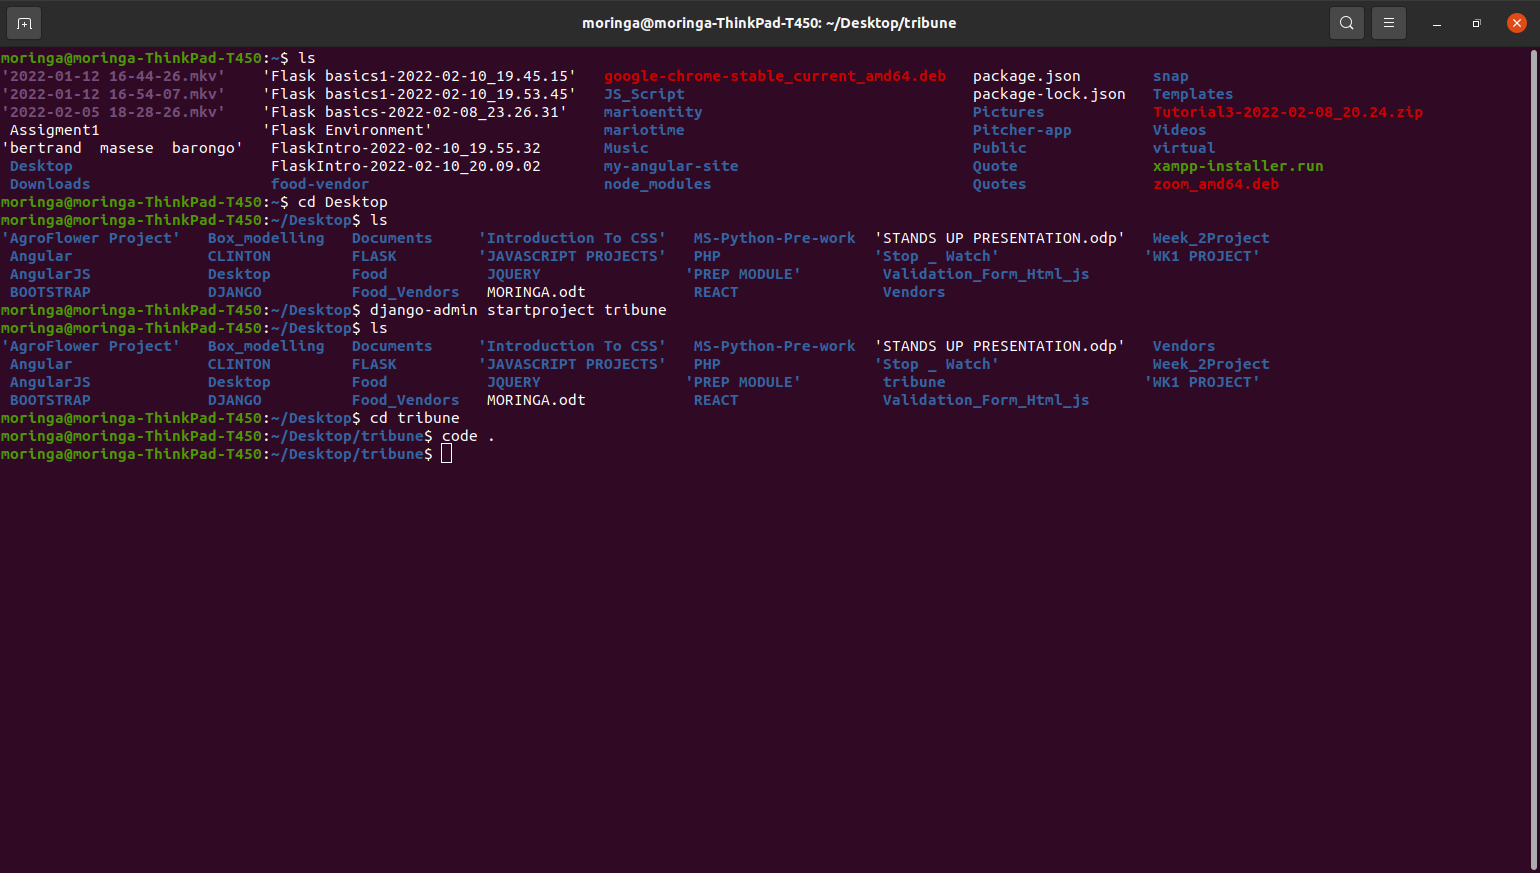 moringa@moringa-ThinkPad-T450: ~/Desktop/tribune
moringa@moringa-ThinkPad-T450:~$ ls
'2022-01-12 16-44-26.mkv' 'Flask basics1-2022-02-10_19.45.15' google-chrome-stable_current_amd64.deb package.json snap
'2022-01-12 16-54-07.mkv' 'Flask basics1-2022-02-10_19.53.45' JS_Script package-lock.json Templates
'2022-02-05 18-28-26.mkv' 'Flask basics-2022-02-08_23.26.31' marioentity Pictures Tutorial3-2022-02-08_20.24.zip
Assigment1 'Flask Environment' mariotime Pitcher-app Videos
'bertrand  masese  barongo' FlaskIntro-2022-02-10_19.55.32 Music Public virtual
Desktop FlaskIntro-2022-02-10_20.09.02 my-angular-site Quote xampp-installer.run
Downloads food-vendor node_modules Quotes zoom_amd64.deb
moringa@moringa-ThinkPad-T450:~$ cd Desktop
moringa@moringa-ThinkPad-T450:~/Desktop$ ls
'AgroFlower Project' Box_modelling Documents 'Introduction To CSS' MS-Python-Pre-work 'STANDS UP PRESENTATION.odp' Week_2Project
Angular CLINTON FLASK 'JAVASCRIPT PROJECTS' PHP 'Stop _ Watch' 'WK1 PROJECT'
AngularJS Desktop Food JQUERY 'PREP MODULE' Validation_Form_Html_js
BOOTSTRAP DJANGO Food_Vendors MORINGA.odt REACT Vendors
moringa@moringa-ThinkPad-T450:~/Desktop$ django-admin startproject tribune
moringa@moringa-ThinkPad-T450:~/Desktop$ ls
'AgroFlower Project' Box_modelling Documents 'Introduction To CSS' MS-Python-Pre-work 'STANDS UP PRESENTATION.odp' Vendors
Angular CLINTON FLASK 'JAVASCRIPT PROJECTS' PHP 'Stop _ Watch' Week_2Project
AngularJS Desktop Food JQUERY 'PREP MODULE' tribune 'WK1 PROJECT'
BOOTSTRAP DJANGO Food_Vendors MORINGA.odt REACT Validation_Form_Html_js
moringa@moringa-ThinkPad-T450:~/Desktop$ cd tribune
moringa@moringa-ThinkPad-T450:~/Desktop/tribune$ code .
moringa@moringa-ThinkPad-T450:~/Desktop/tribune$